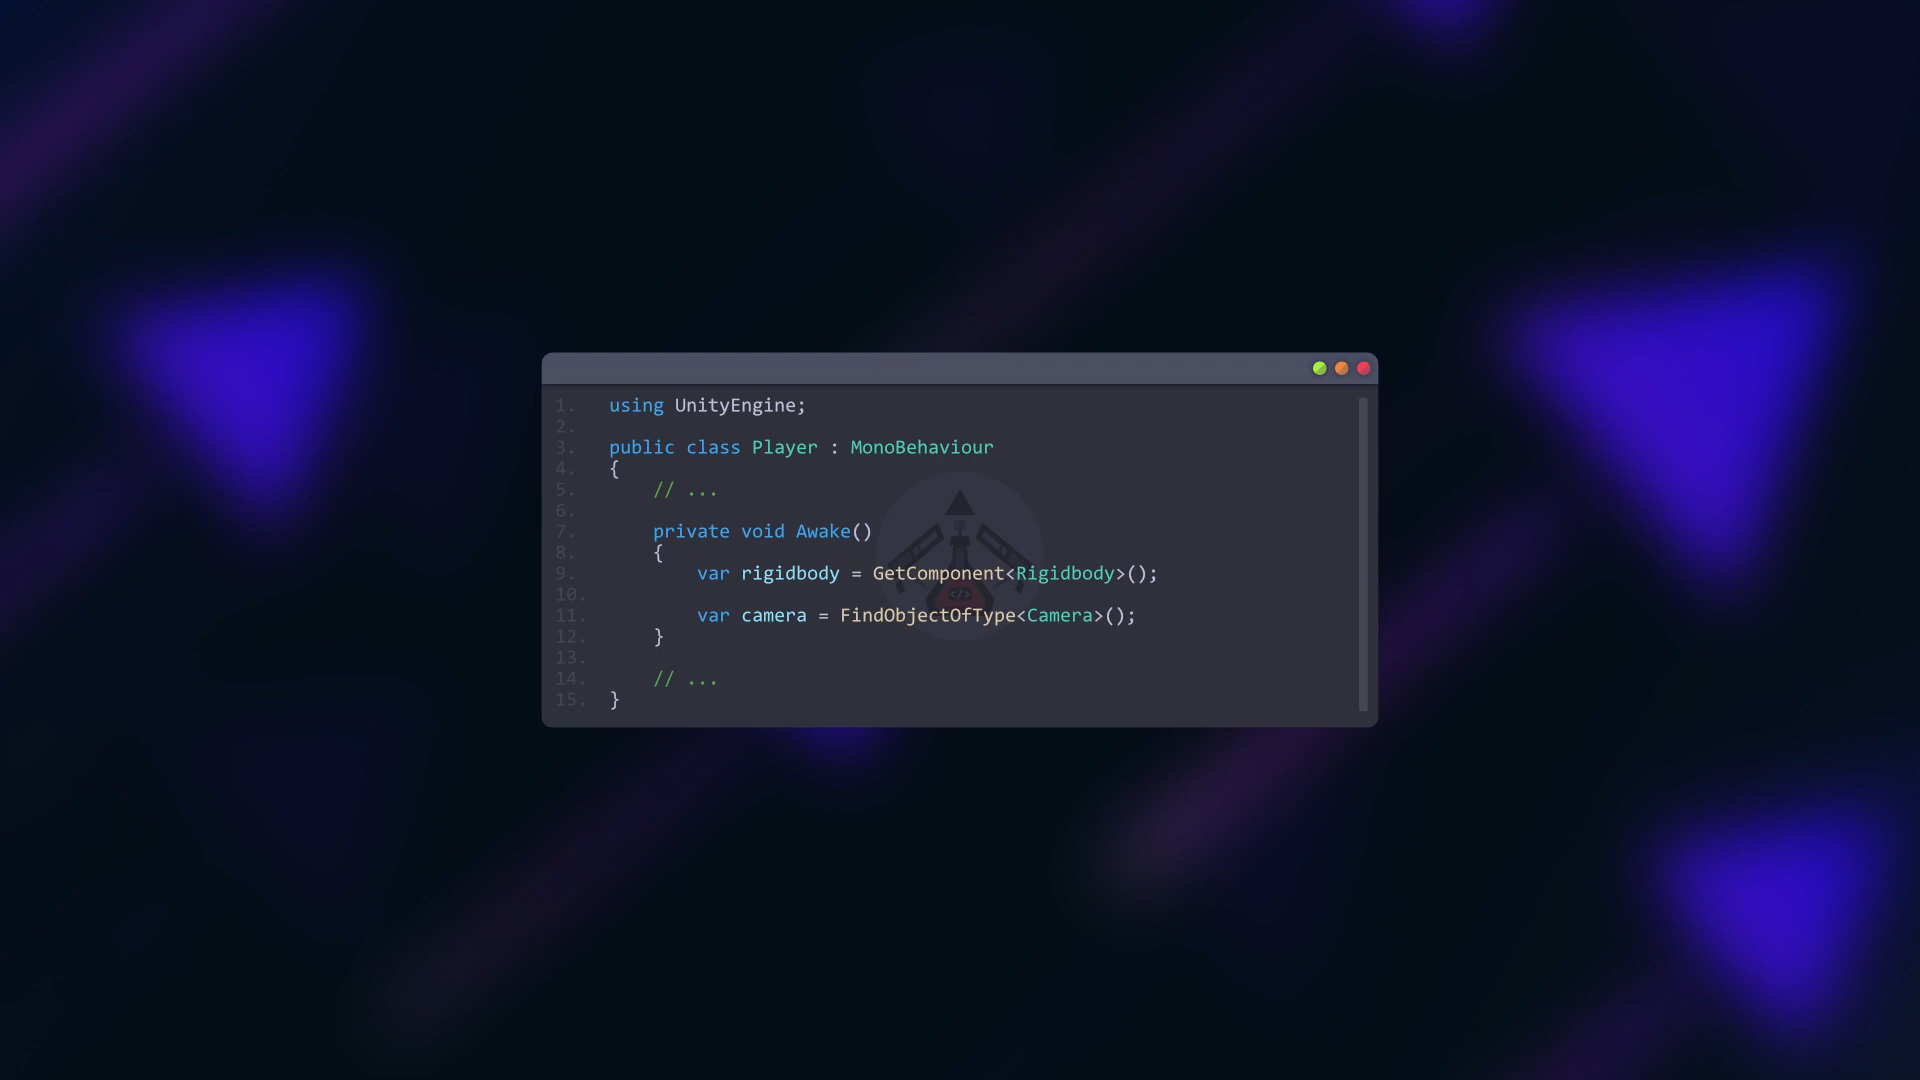 1. using UnityEngine;
2.
3. public class Player : MonoBehaviour
4. {
5.     // ...
6.
7.     private void Awake()
8.     {
9.         var rigidbody = GetComponent<Rigidbody>();
10.
11.         var camera = FindObjectOfType<Camera>();
12.     }
13.
14.     // ...
15. }
</>